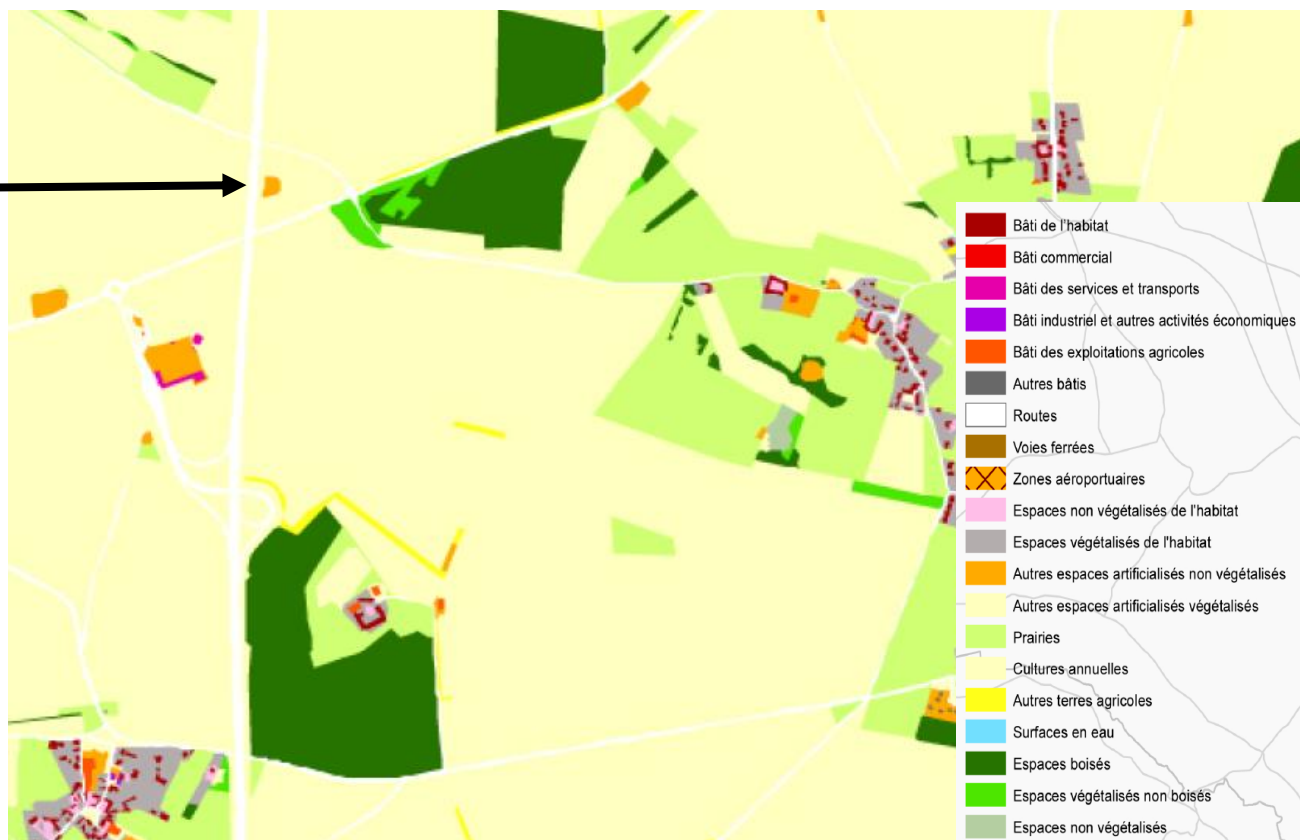 Bâti de l'habitat
Bâti commercial
Bâti des services et transports
Bâti industriel et autres activités économiques
Bâti des exploitations agricoles
Autres bâtis
Routes
Voies ferrées
Zones aéroportuaires
Espaces non végétalisés de l'habitat
Espaces végétalisés de l'habitat
Autres espaces artificialisés non végétalisés
Autres espaces artificialisés végétalisés
Prairies
Cultures annuelles
Autres terres agricoles
Surfaces en eau
Espaces boisés
Espaces végétalisés non boisés
Espaces non végétalisés